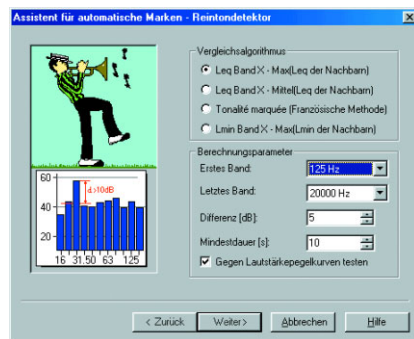 Assistent für automatische Marken - Reintondetektor
Vergleichsalgorithmus
Leq Band X - Max(Leq der Nachbarn)
Leq Band X - Mittel(Leq der Nachbarn)
Tonalité marquée (Französische Methode)
Lmin Band X - Max(Lmin der Nachbarn)
Berechnungsparameter
Erstes Band: 125 Hz
Letztes Band: 20000 Hz
Differenz [dB]: 5
Mindestdauer [s]: 10
Gegen Lautstärkepegelkurven testen
60
d>10dB
40
20
16 31.50 63 125
< Zurück Weiter > Abbrechen Hilfe